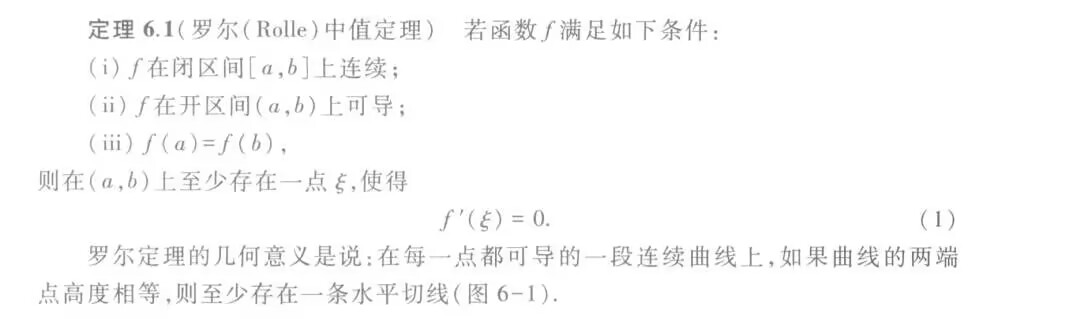 定理 6.1(罗尔(Rolle)中值定理) 若函数 f 满足如下条件:
(i) f 在闭区间[a,b]上连续;
(ii) f 在开区间(a,b)上可导;
(iii) f(a)=f(b),
则在(a,b)上至少存在一点 ξ,使得
f′(ξ) = 0. (1)
罗尔定理的几何意义是说:在每一点都可导的一段连续曲线上,如果曲线的两端
点高度相等,则至少存在一条水平切线(图 6-1).